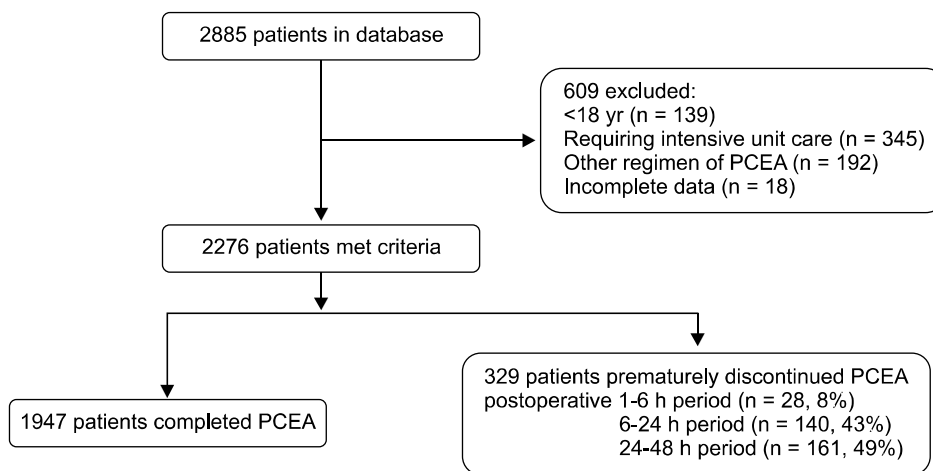 2885 patients in database
609 excluded:
<18 yr (n = 139)
Requiring intensive unit care (n = 345)
Other regimen of PCEA (n = 192)
Incomplete data (n = 18)
2276 patients met criteria
1947 patients completed PCEA
329 patients prematurely discontinued PCEA
postoperative 1-6 h period (n = 28, 8%)
6-24 h period (n = 140, 43%)
24-48 h period (n = 161, 49%)